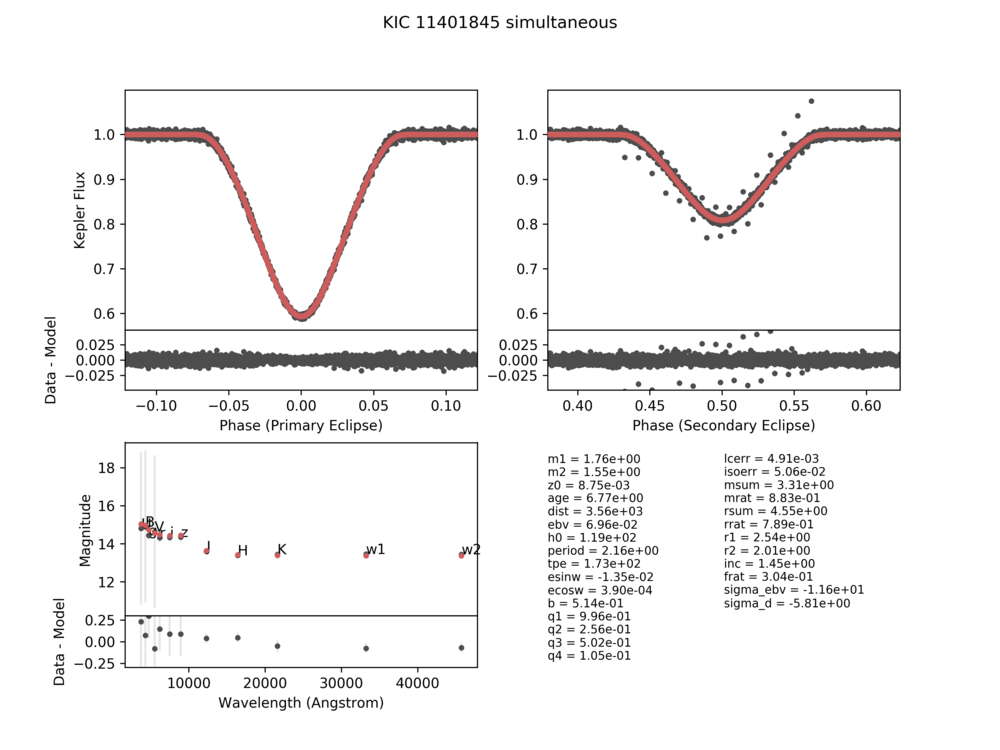 KIC 11401845 simultaneous
1.0
0.9
0.8
0.7
0.6
Kepler Flux
0.025
0.000
−0.025
Data - Model
−0.10 −0.05 0.00 0.05 0.10
Phase (Primary Eclipse)
1.0
0.9
0.8
0.7
0.6
0.025
0.000
−0.025
0.40 0.45 0.50 0.55 0.60
Phase (Secondary Eclipse)
18
16
14
12
Magnitude
B V
i z
J H K w1 w2
0.25
0.00
−0.25
Data - Model
10000 20000 30000 40000
Wavelength (Angstrom)
m1 = 1.76e+00
m2 = 1.55e+00
z0 = 8.75e-03
age = 6.77e+00
dist = 3.56e+03
ebv = 6.96e-02
h0 = 1.19e+02
period = 2.16e+00
tpe = 1.73e+02
esinw = -1.35e-02
ecosw = 3.90e-04
b = 5.14e-01
q1 = 9.96e-01
q2 = 2.56e-01
q3 = 5.02e-01
q4 = 1.05e-01
lcerr = 4.91e-03
isoerr = 5.06e-02
msum = 3.31e+00
mrat = 8.83e-01
rsum = 4.55e+00
rrat = 7.89e-01
r1 = 2.54e+00
r2 = 2.01e+00
inc = 1.45e+00
frat = 3.04e-01
sigma_ebv = -1.16e+01
sigma_d = -5.81e+00